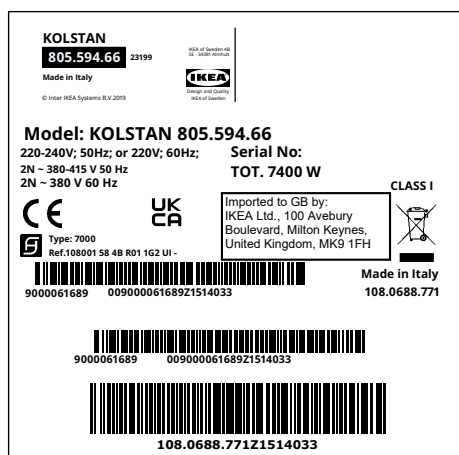 KOLSTAN
805.594.66 23199
Made in Italy
© Inter IKEA Systems B.V.2019
IKEA of Sweden AB
SE - 34381 Älmhult
IKEA
Design and Quality
IKEA of Sweden
Model: KOLSTAN 805.594.66
220-240V; 50Hz; or 220V; 60Hz;
2N ~ 380-415 V 50 Hz
2N ~ 380 V 60 Hz
Serial No:
TOT. 7400 W
CLASS I
CE
UK
CA
Imported to GB by:
IKEA Ltd., 100 Avebury
Boulevard, Milton Keynes,
United Kingdom, MK9 1FH
Type: 7000
Ref.108001 58 4B R01 1G2 UI -
9000061689 009000061689Z1514033
Made in Italy
108.0688.771
9000061689 009000061689Z1514033
108.0688.771Z1514033